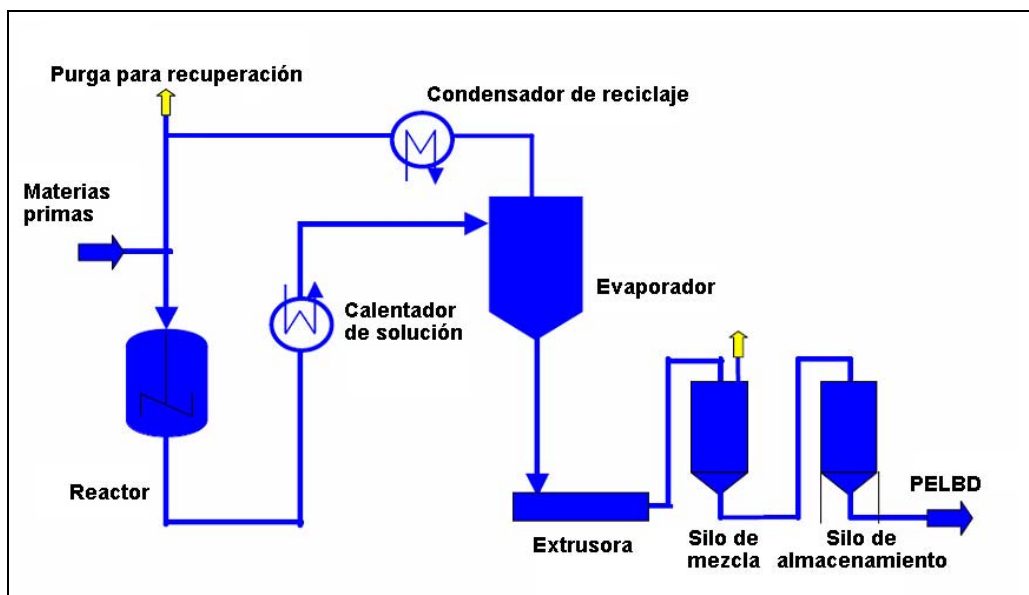 Purga para recuperación
Condensador de reciclaje
Materias
primas
Evaporador
Calentador
de solución
Reactor
PELBD
Extrusora
Silo de
mezcla
Silo de
almacenamiento